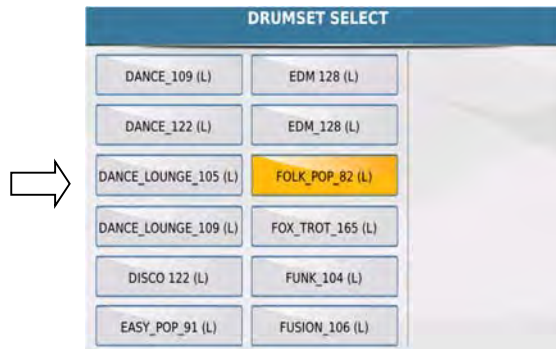 DRUMSET SELECT
DANCE_109 (L)
EDM 128 (L)
DANCE_122 (L)
EDM_128 (L)
DANCE_LOUNGE_105 (L)
FOLK_POP_82 (L)
DANCE_LOUNGE_109 (L)
FOX_TROT_165 (L)
DISCO 122 (L)
FUNK_104 (L)
EASY_POP_91 (L)
FUSION_106 (L)